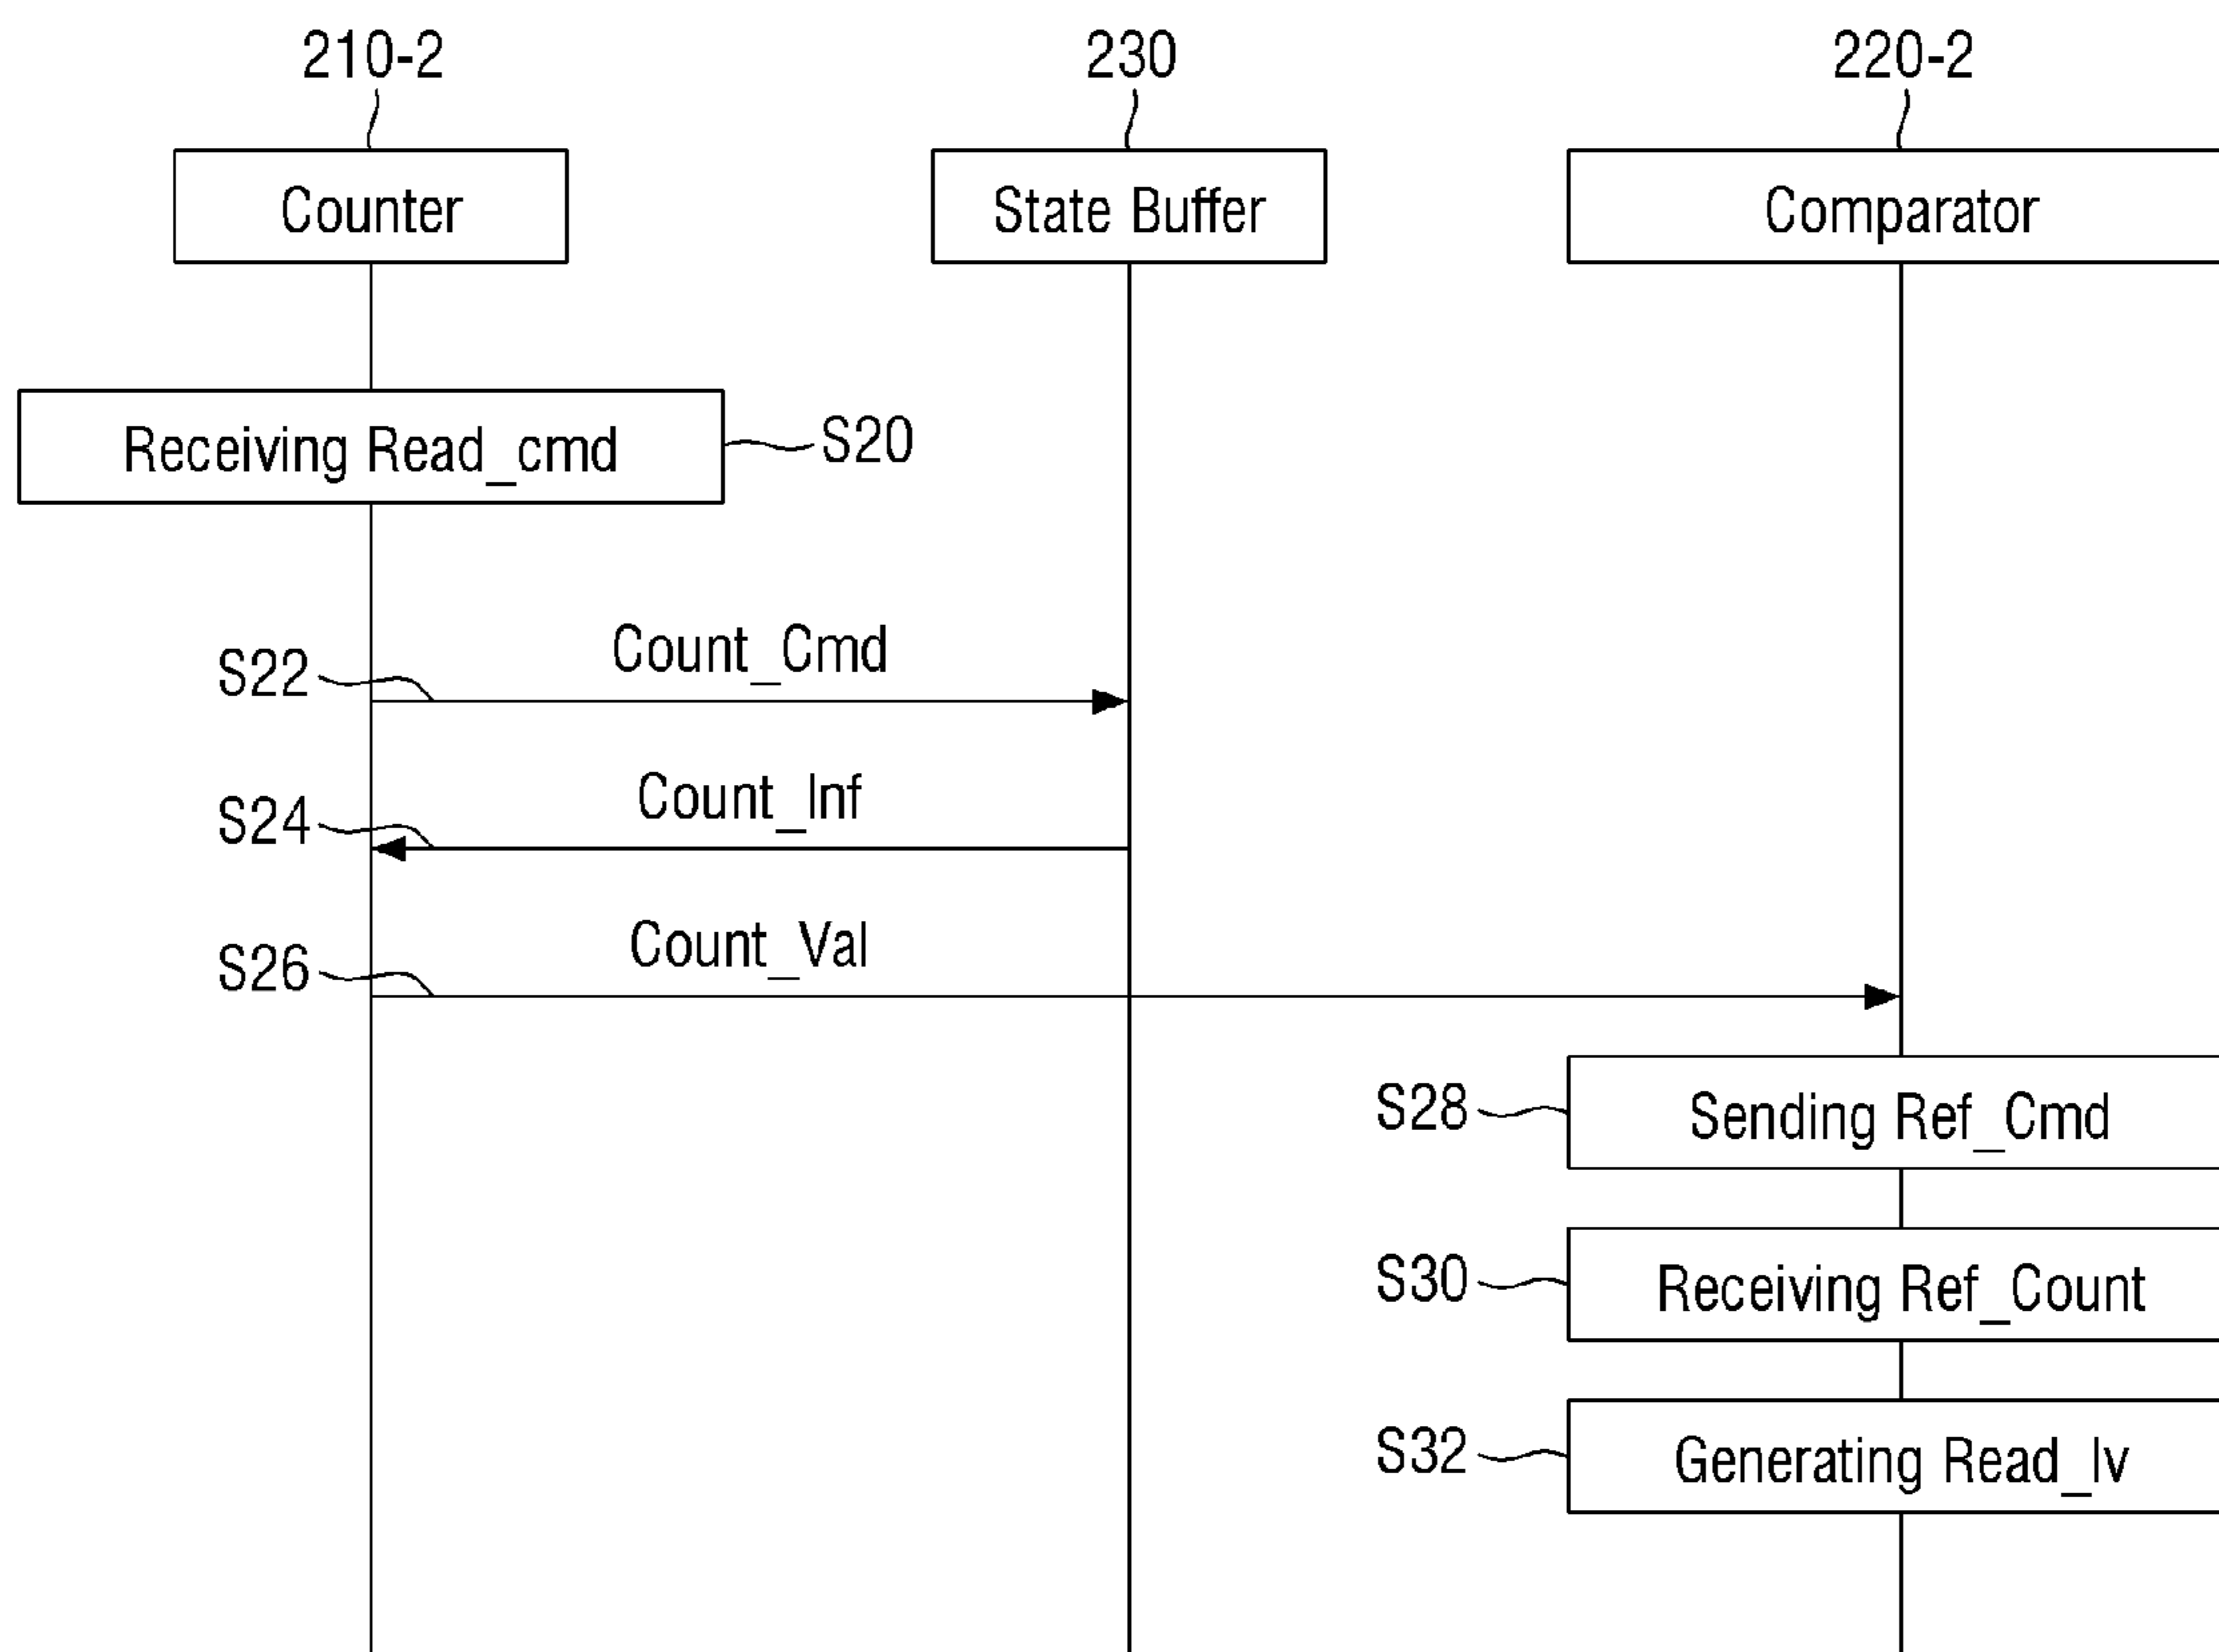 210-2
230
220-2
Counter
State Buffer
Comparator
Receiving Read_cmd
S20
S22
Count_Cmd
S24
Count_Inf
S26
Count_Val
S28
Sending Ref_Cmd
S30
Receiving Ref_Count
S32
Generating Read_lv